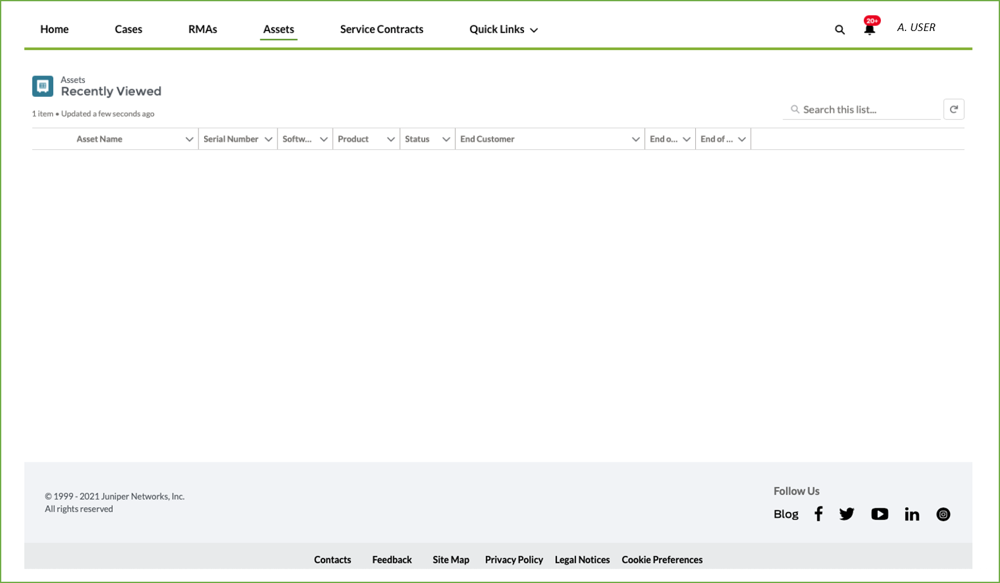 Home Cases RMAs Assets Service Contracts Quick Links 20+ A. USER
Assets
Recently Viewed
1 item • Updated a few seconds ago
Search this list...
Asset Name Serial Number Softw... Product Status End Customer End o... End of ...
© 1999 - 2021 Juniper Networks, Inc.
All rights reserved
Follow Us
Blog
Contacts Feedback Site Map Privacy Policy Legal Notices Cookie Preferences